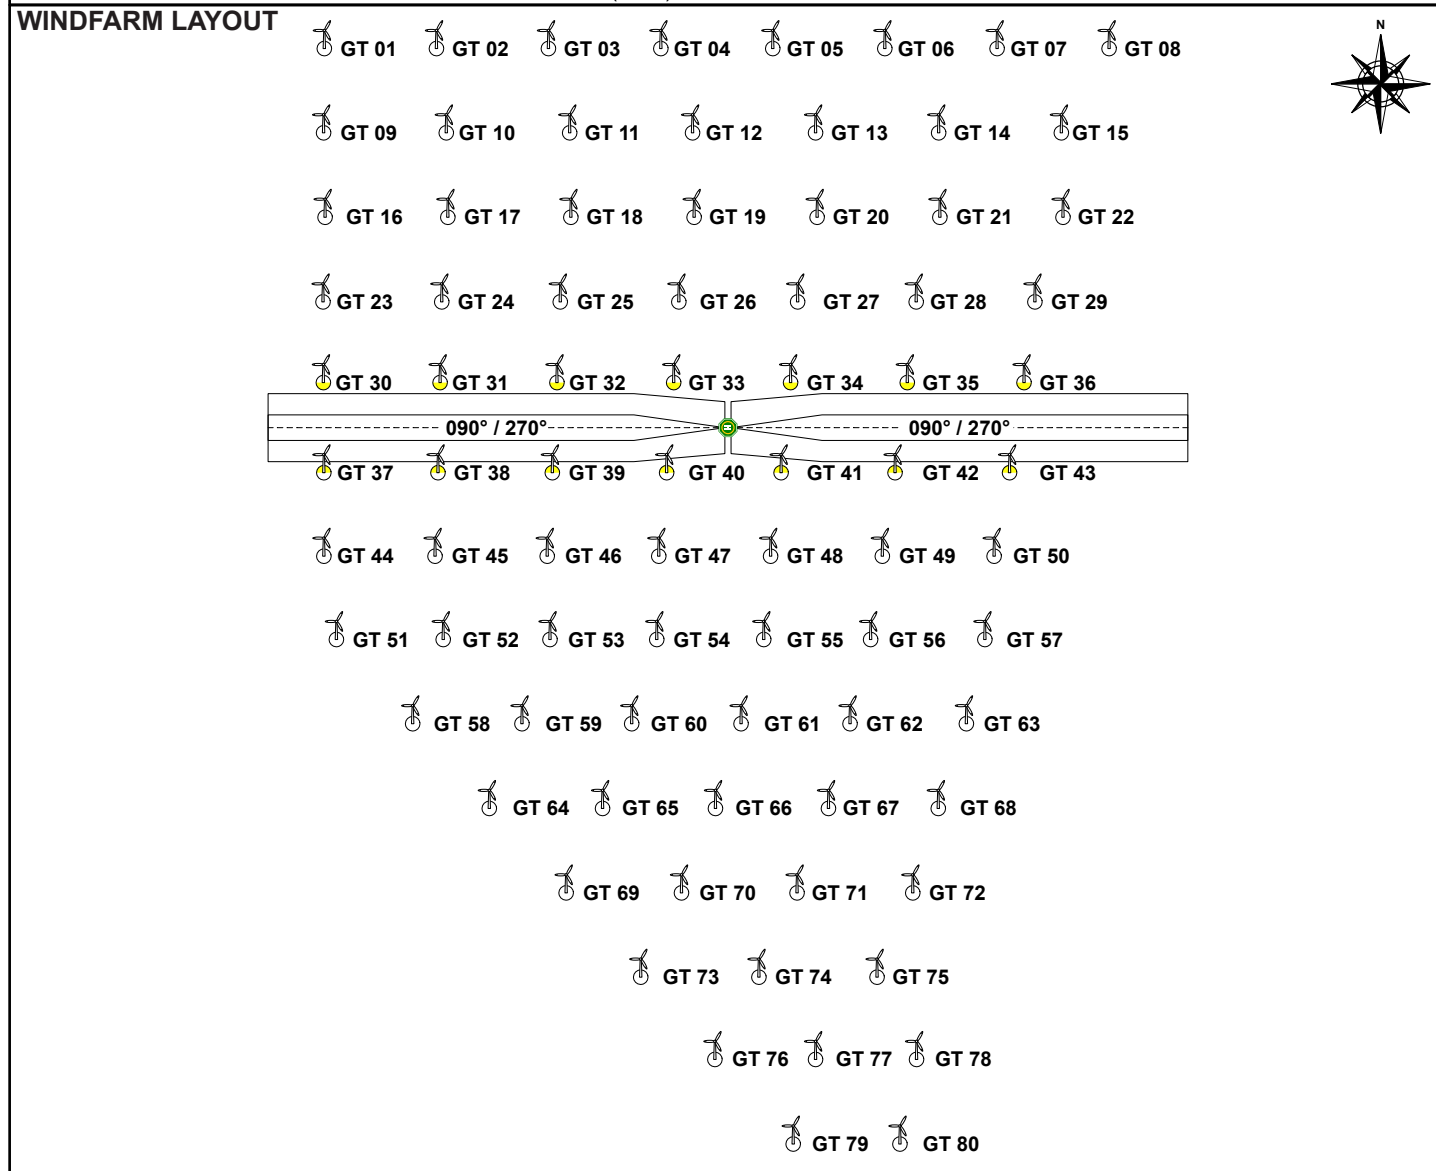 WINDFARM LAYOUT
N
GT 01 GT 02 GT 03 GT 04 GT 05 GT 06 GT 07 GT 08
GT 09 GT 10 GT 11 GT 12 GT 13 GT 14 GT 15
GT 16 GT 17 GT 18 GT 19 GT 20 GT 21 GT 22
GT 23 GT 24 GT 25 GT 26 GT 27 GT 28 GT 29
GT 30 GT 31 GT 32 GT 33 GT 34 GT 35 GT 36
090° / 270° 090° / 270°
GT 37 GT 38 GT 39 GT 40 GT 41 GT 42 GT 43
GT 44 GT 45 GT 46 GT 47 GT 48 GT 49 GT 50
GT 51 GT 52 GT 53 GT 54 GT 55 GT 56 GT 57
GT 58 GT 59 GT 60 GT 61 GT 62 GT 63
GT 64 GT 65 GT 66 GT 67 GT 68
GT 69 GT 70 GT 71 GT 72
GT 73 GT 74 GT 75
GT 76 GT 77 GT 78
GT 79 GT 80